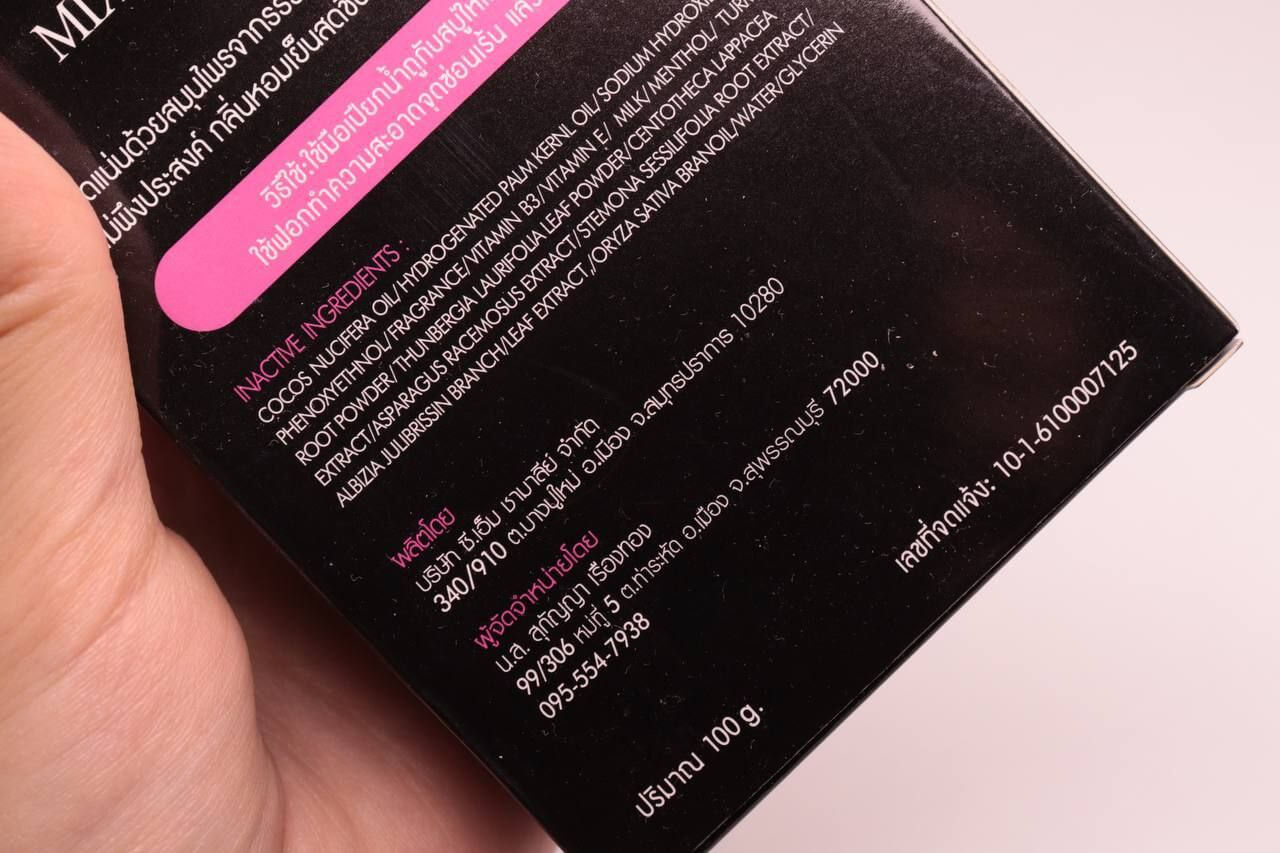 ด้วยสมุนไพรจาก
ไม่พึงประสงค์ กลิ่นหอมเย็นสดชื่น
วิธีใช้:ใช้มือเปียกน้ำถูกับสบู่ให้
ใช้ฟอกทำความสะอาดจุดซ่อนเร้น
INACTIVE INGREDIENTS :
COCOS NUCIFERA OIL/HYDROGENATED PALM KERNL OIL/SODIUM
PHENOXYETHNOL/FRAGRANCE/VITAMIN B3/VITAMIN E/ MILK/MENTHOL/
ROOT POWDER/THUNBERGIA LAURIFOLIA LEAF POWDER/CENTOTHECA LAPPACEA
EXTRACT/ASPARAGUS RACEMOSUS EXTRACT/STEMONA SESSILIFOLIA ROOT EXTRACT/
ALBIZIA JULIBRISSIN BRANCH/LEAF EXTRACT,/ORYZA SATIVA BRANOIL/WATER/GLYCERIN
ผลิตโดย
บริษัท ซี.เอ็ม เรามาลีย์ จำกัด
340/910 ต.บางปูใหม่ อ.เมือง จ.สมุทรปราการ 10280
ผู้จัดจำหน่ายโดย
น.ส. สุกัญญา เรืองทอง
99/306 หมู่ที่ 5 ต.ท่าระหัด อ.เมือง จ.สุพรรณบุรี 72000
095-554-7938
เลขที่จดแจ้ง: 10-1-6100007125
ปริมาณ 100 g.